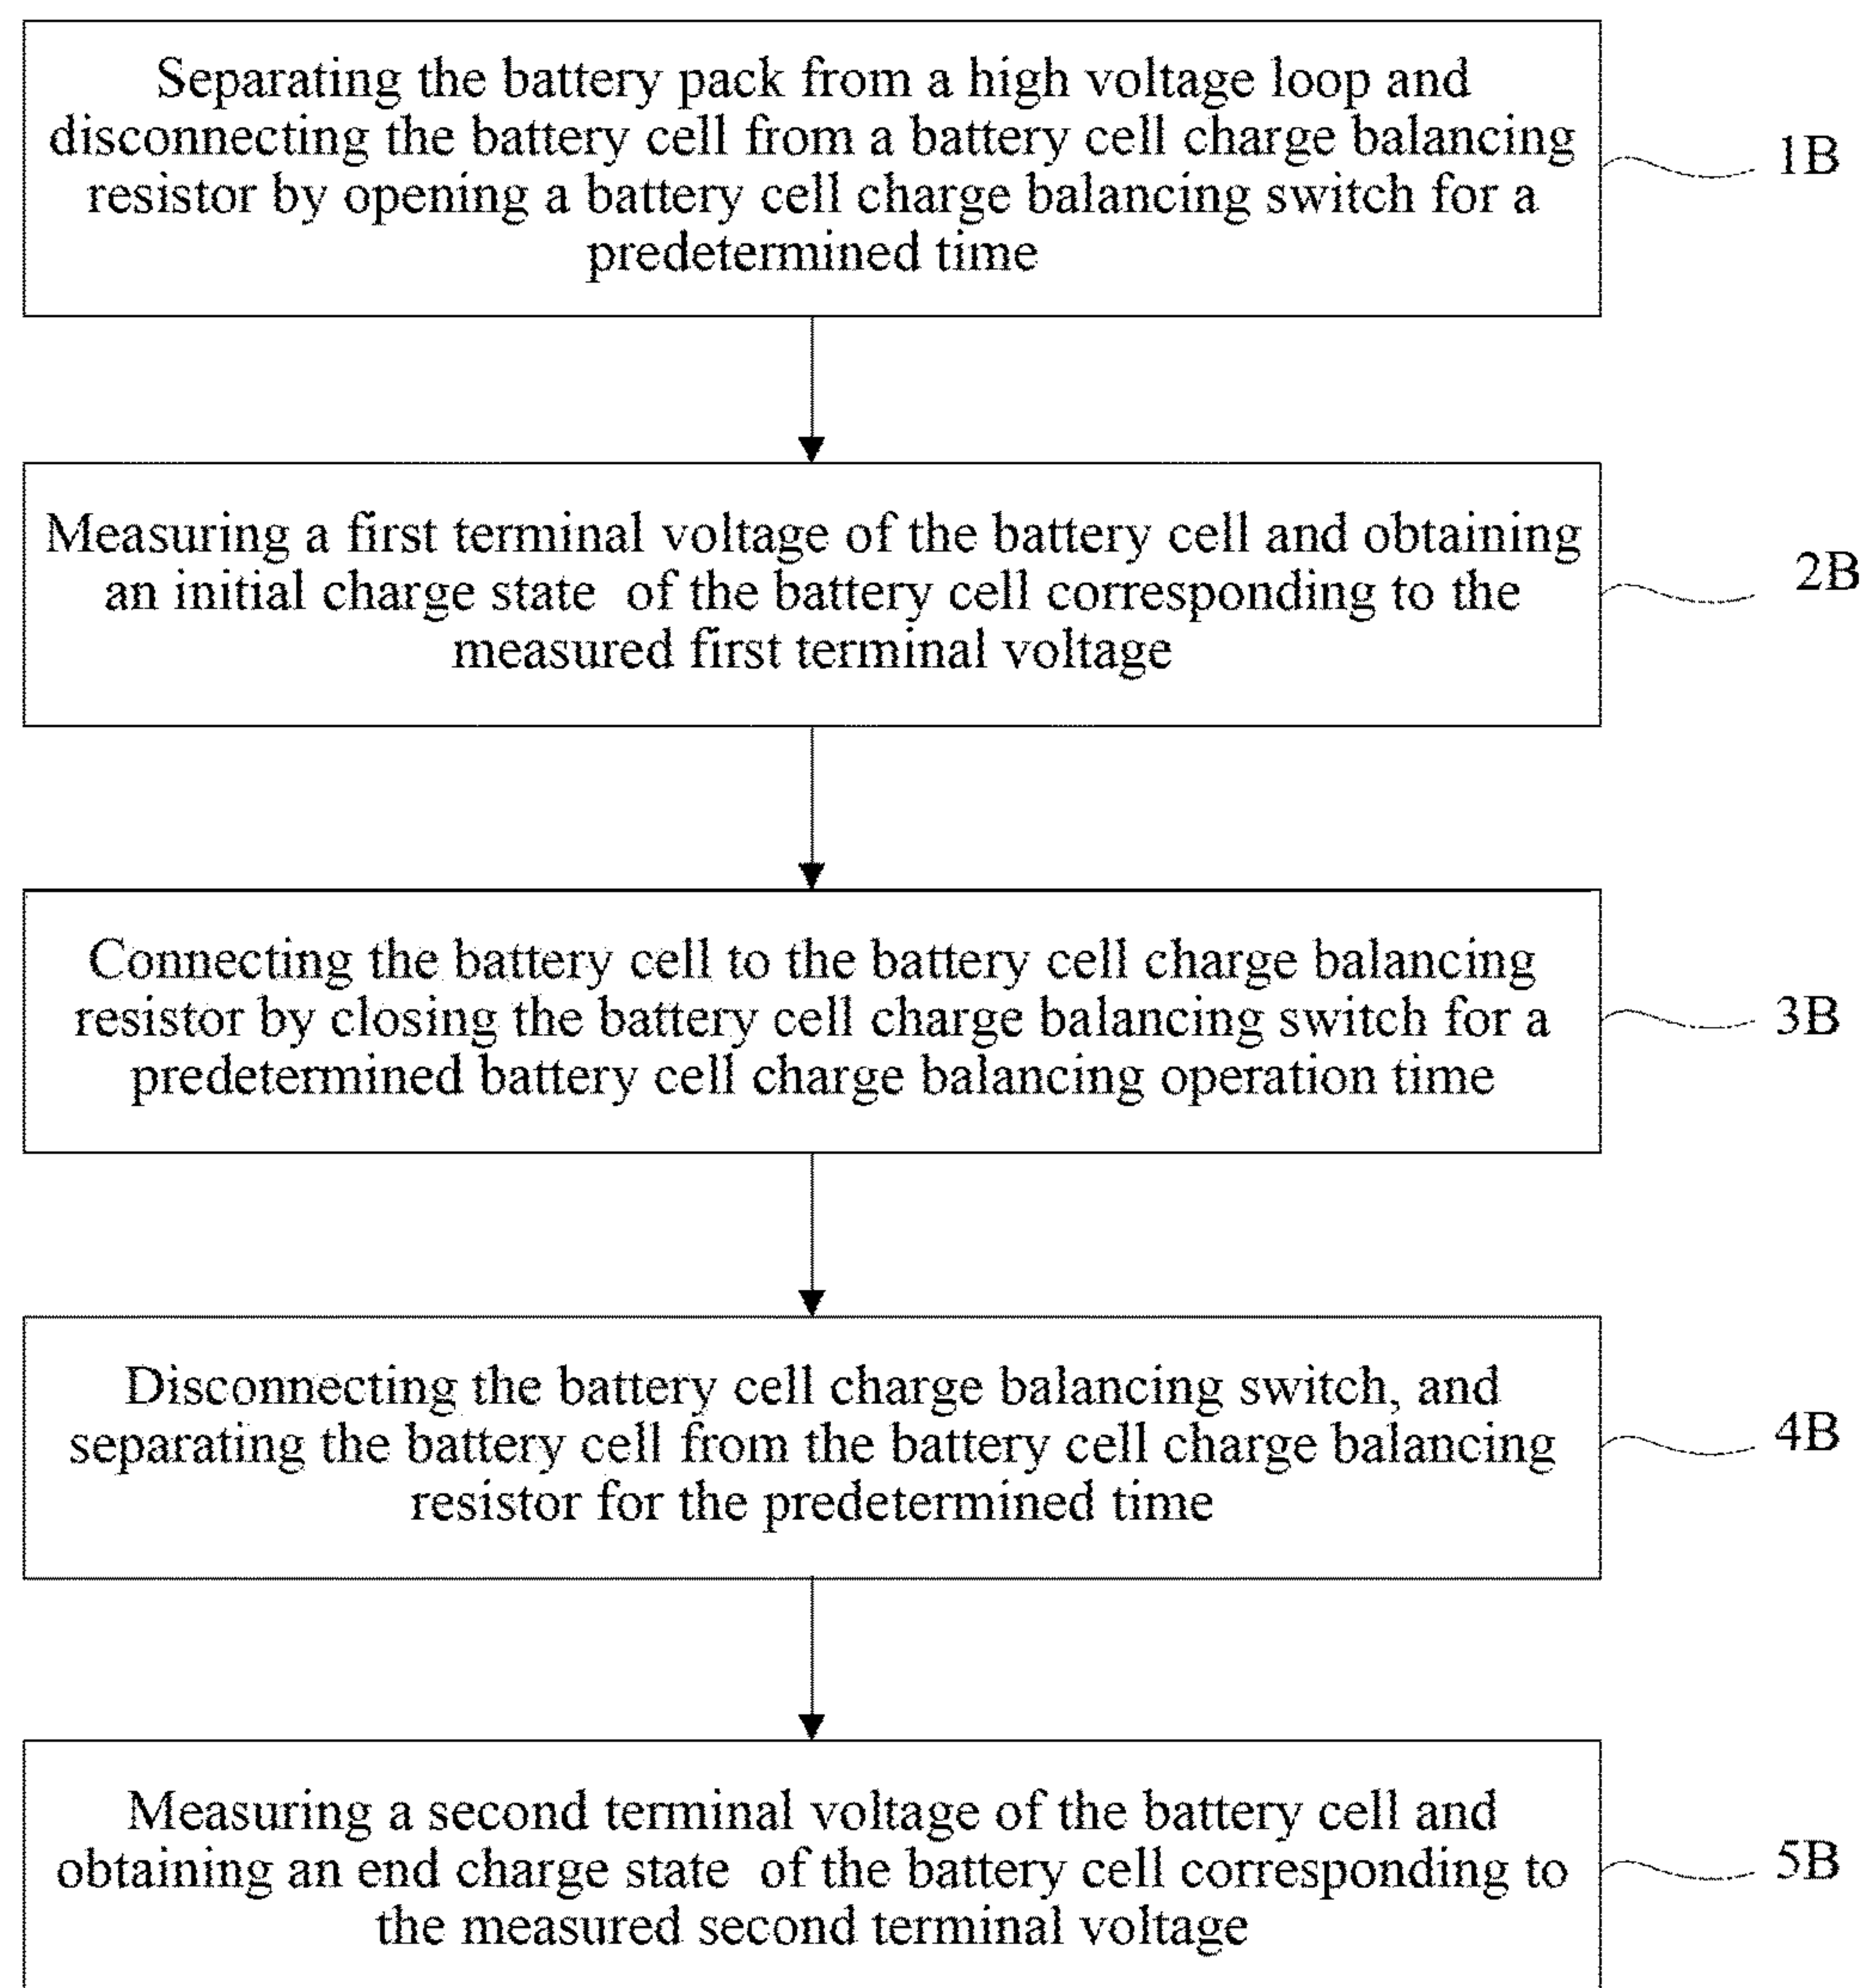 Separating the battery pack from a high voltage loop and
disconnecting the battery cell from a battery cell charge balancing
resistor by opening a battery cell charge balancing switch for a
predetermined time
1B
Measuring a first terminal voltage of the battery cell and obtaining
an initial charge state of the battery cell corresponding to the
measured first terminal voltage
2B
Connecting the battery cell to the battery cell charge balancing
resistor by closing the battery cell charge balancing switch for a
predetermined battery cell charge balancing operation time
3B
Disconnecting the battery cell charge balancing switch, and
separating the battery cell from the battery cell charge balancing
resistor for the predetermined time
4B
Measuring a second terminal voltage of the battery cell and
obtaining an end charge state of the battery cell corresponding to
the measured second terminal voltage
5B